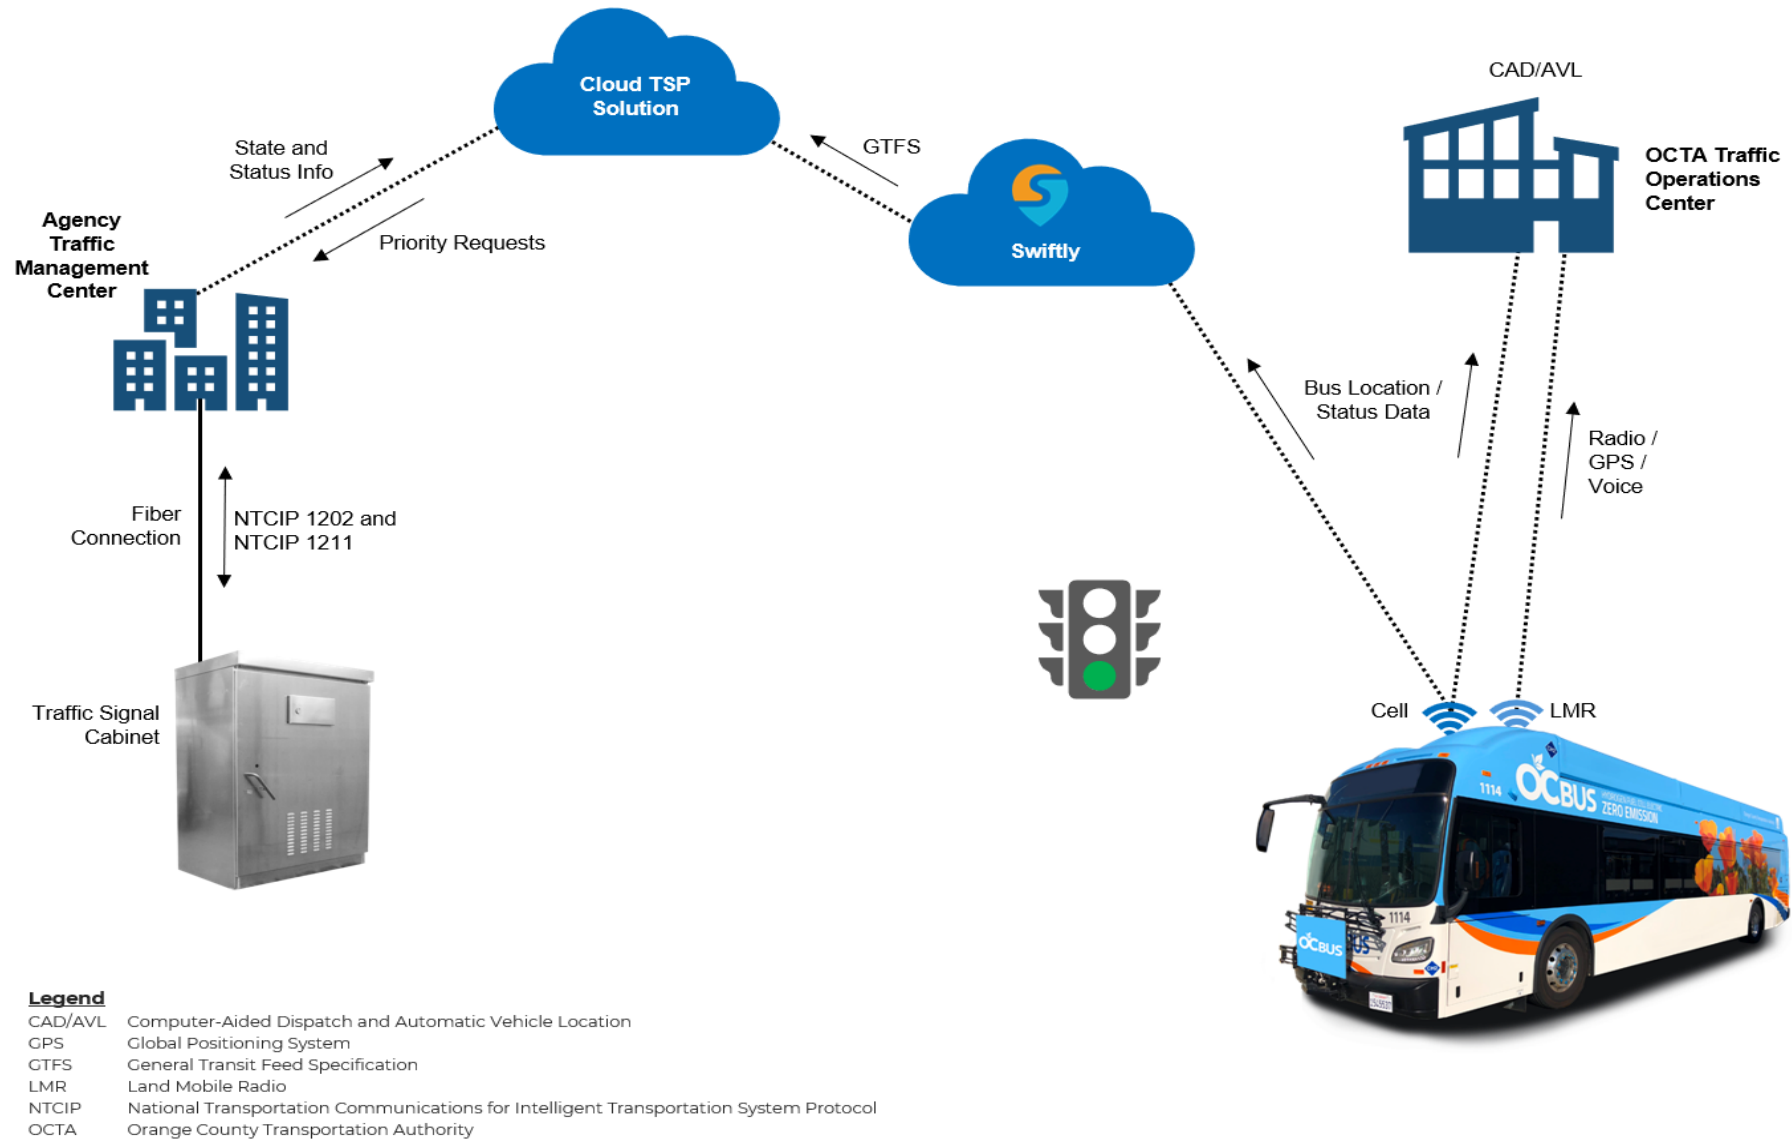 Cloud TSP
Solution
CAD/AVL
State and
Status Info
GTFS
OCTA Traffic
Operations
Center
Agency
Traffic
Management
Center
Priority Requests
Swiftly
Bus Location /
Status Data
Radio /
GPS /
Voice
Fiber
Connection
NTCIP 1202 and
NTCIP 1211
Traffic Signal
Cabinet
Cell
LMR
1114
OCBUS
ZERO EMISSION
1114
OCBUS
US
Legend
CAD/AVL Computer-Aided Dispatch and Automatic Vehicle Location
GPS Global Positioning System
GTFS General Transit Feed Specification
LMR Land Mobile Radio
NTCIP National Transportation Communications for Intelligent Transportation System Protocol
OCTA Orange County Transportation Authority